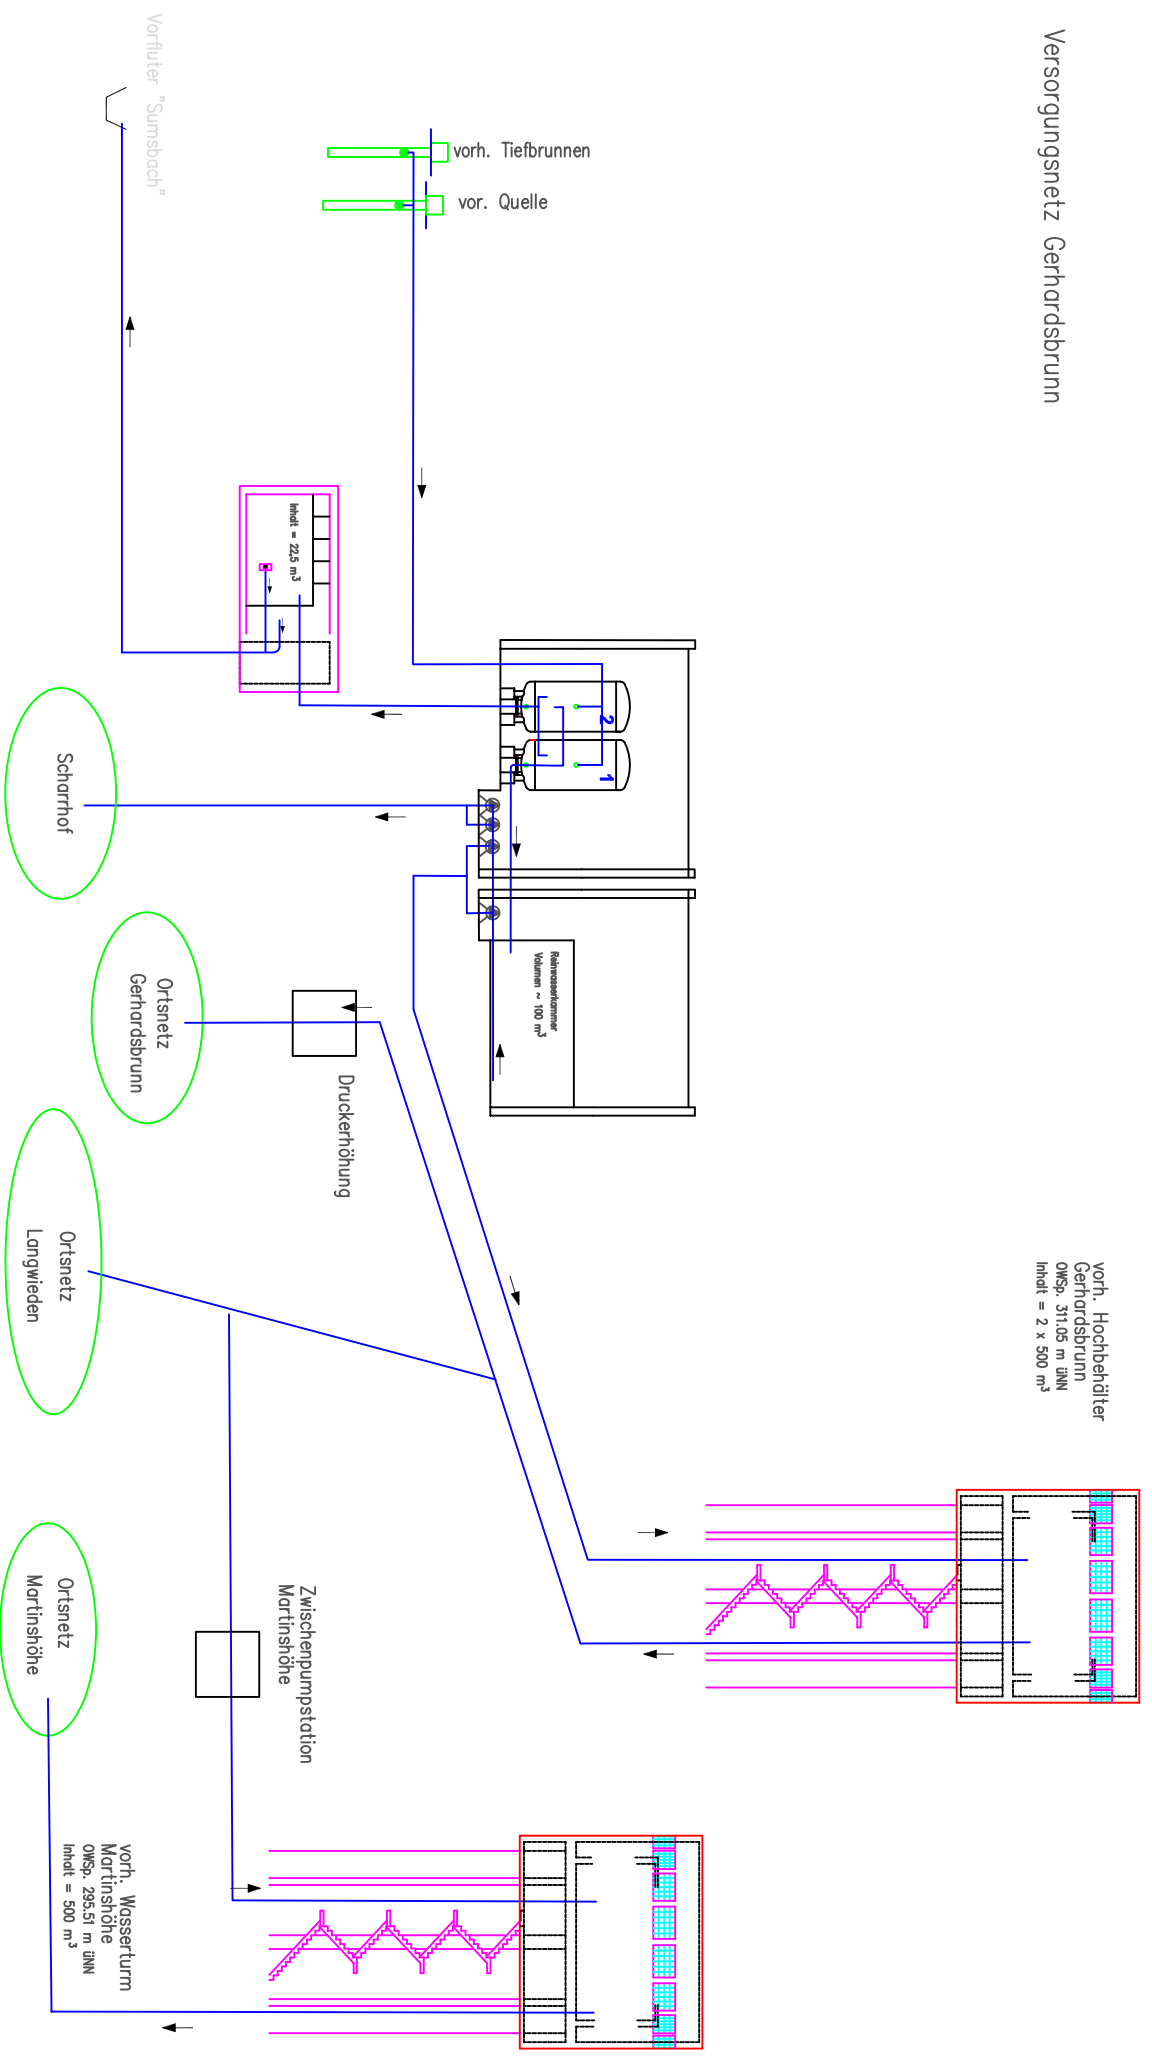 Versorgungsnetz Gerhardsbrunn
vorh. Tiefbrunnen
vor. Quelle
Vorfluter "Sumsbach"
Inhalt = 22,5 m³
2
1
Reinwasserkammer
Volumen ~ 100 m³
Scharrhof
Ortsnetz
Gerhardsbrunn
Druckerhöhung
Ortsnetz
Langwieden
vorh. Hochbehälter
Gerhardsbrunn
OWSp. 311.05 m üNN
Inhalt = 2 x 500 m³
Ortsnetz
Martinshöhe
Zwischenpumpstation
Martinshöhe
vorh. Wasserturm
Martinshöhe
OWSp. 295.51 m üNN
Inhalt = 500 m³